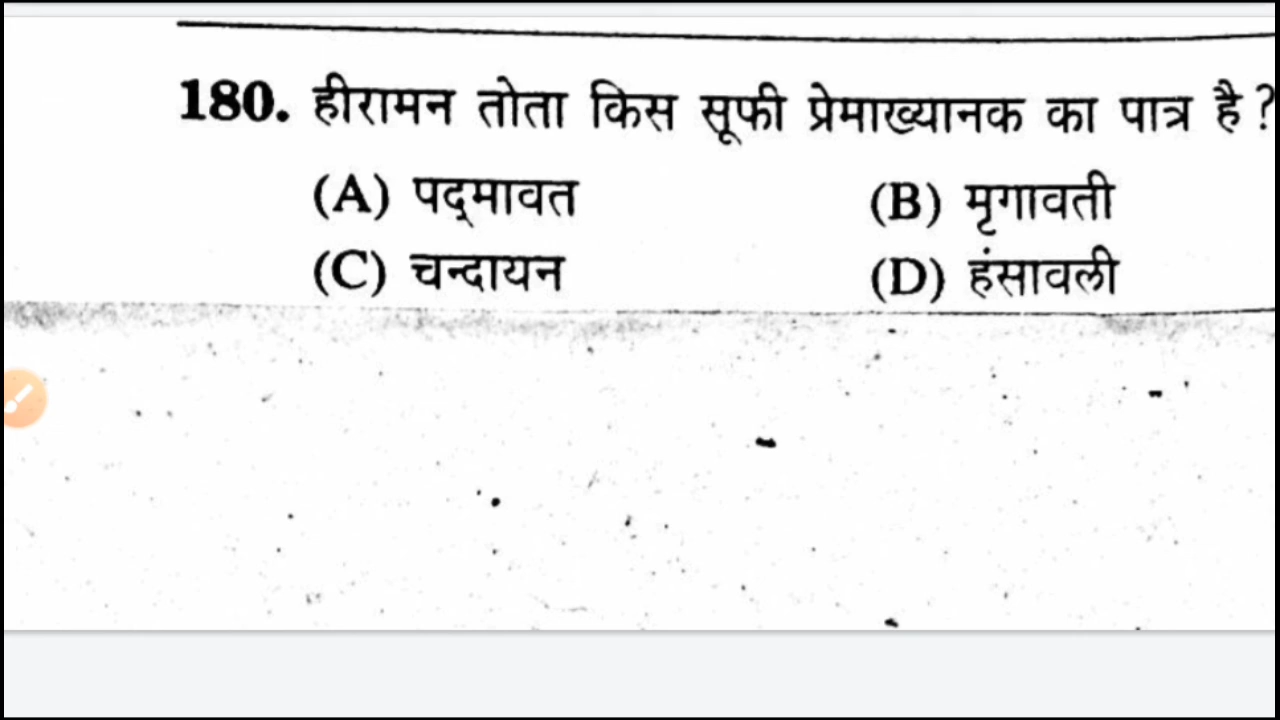 180. हीरामन तोता किस सूफी प्रेमाख्यानक का पात्र है ?
(A) पद्‌मावत (B) मृगावती
(C) चन्दायन (D) हंसावली